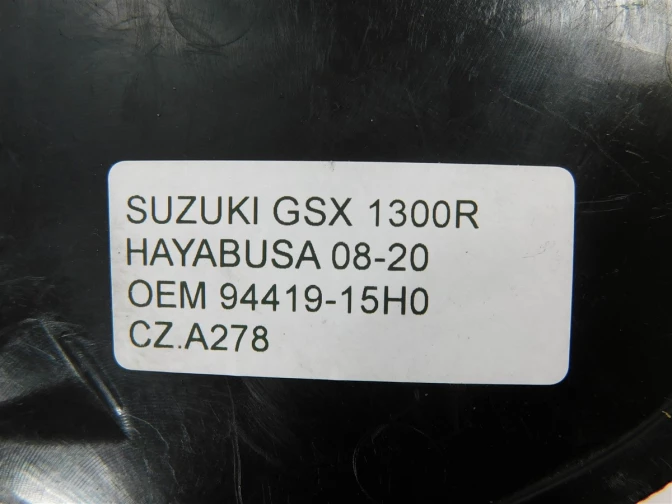 SUZUKI GSX 1300R
HAYABUSA 08-20
OEM 94419-15H0
CZ.A278